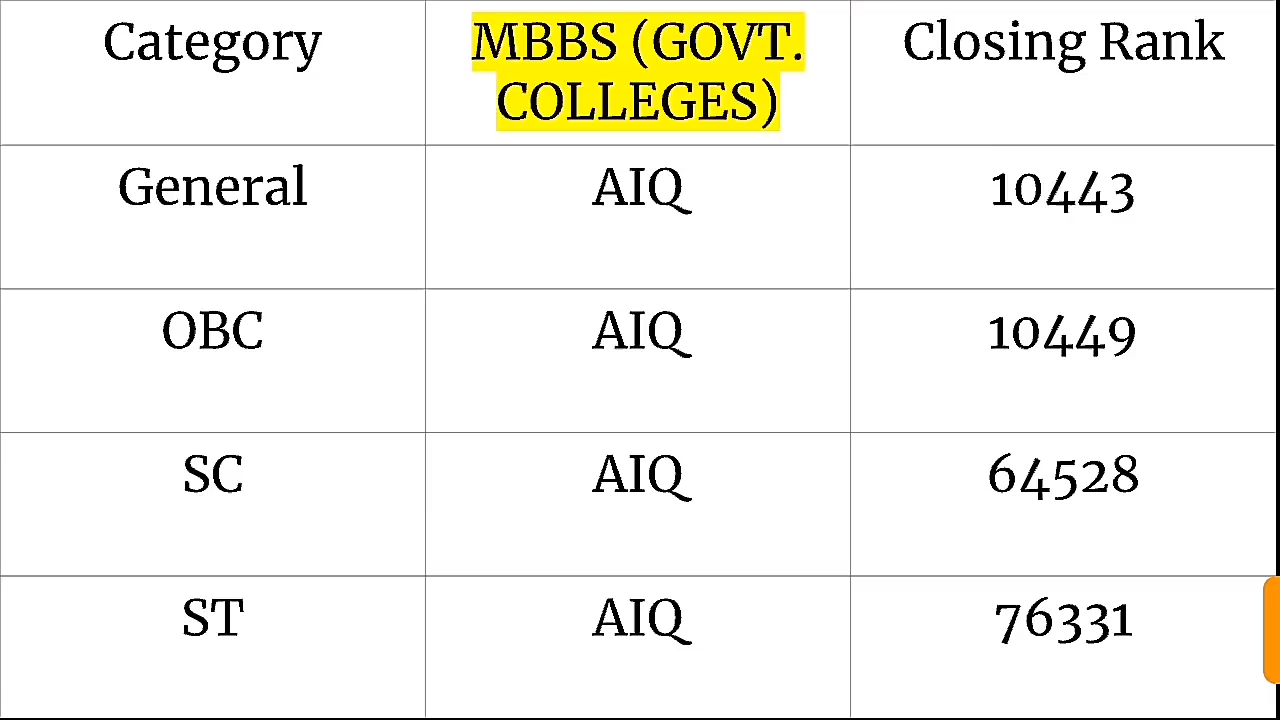 Category MBBS (GOVT. Closing Rank
COLLEGES)
General AIQ 10443
OBC AIQ 10449
SC AIQ 64528
ST AIQ 76331